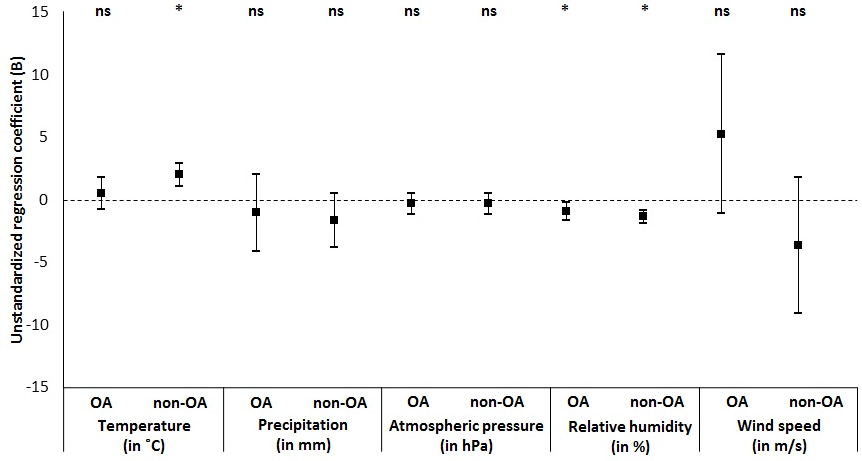 ns * ns ns ns ns * * ns ns
15
10
5
0
-5
-10
-15
Unstandardized regression coefficient (B)
OA non-OA OA non-OA OA non-OA OA non-OA OA non-OA
Temperature Precipitation Atmospheric pressure Relative humidity Wind speed
(in ˚C) (in mm) (in hPa) (in %) (in m/s)